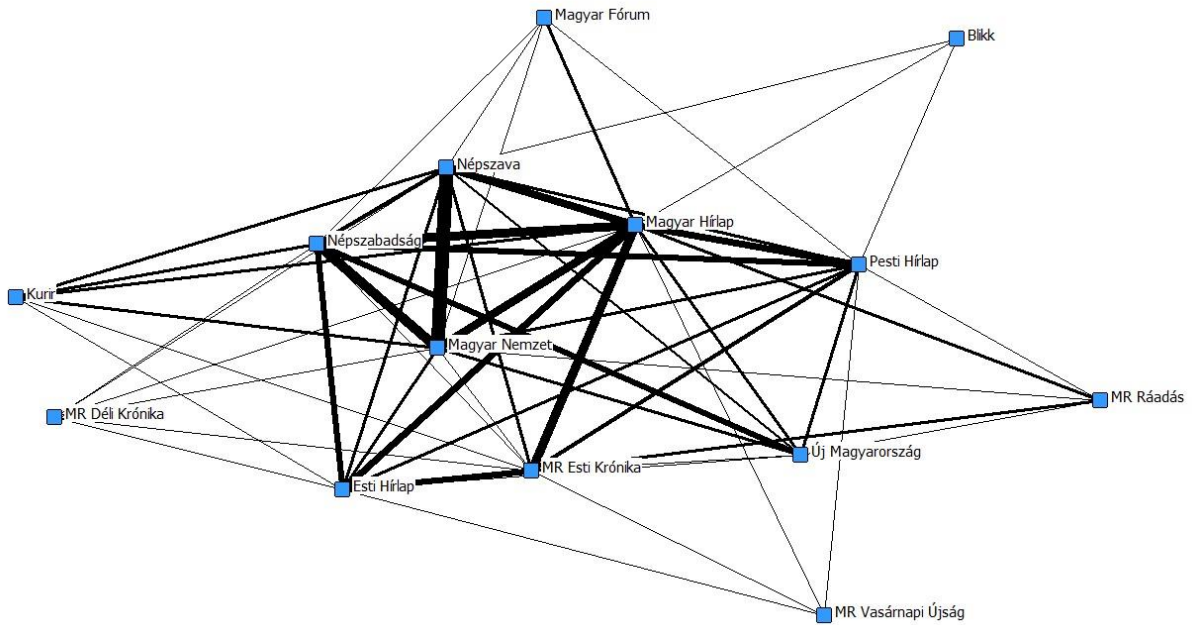 Magyar Fórum
Blikk
Népszava
Magyar Hírlap
Népszabadság
Pesti Hírlap
Kurir
Magyar Nemzet
MR Ráadás
MR Déli Krónika
Új Magyarország
MR Esti Krónika
Esti Hírlap
MR Vasárnapi Újság